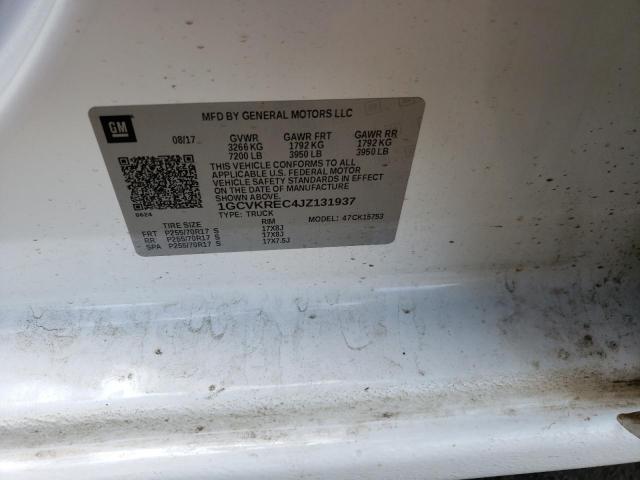 MFD BY GENERAL MOTORS LLC
GM
08/17 GVWR GAWR FRT GAWR RR
3266 KG 1792 KG 1792 KG
7200 LB 3950 LB 3950 LB
THIS VEHICLE CONFORMS TO ALL
APPLICABLE U.S. FEDERAL MOTOR
VEHICLE SAFETY STANDARDS IN
EFFECT ON THE DATE OF
MANUFACTURE SHOWN ABOVE.
0624 1GCVKREC4JZ131937
TYPE: TRUCK MODEL: 47CK15753
TIRE SIZE RIM
FRT P255/70R17 S 17X8J
RR P255/70R17 S 17X8J
SPA P255/70R17 S 17X7.5J